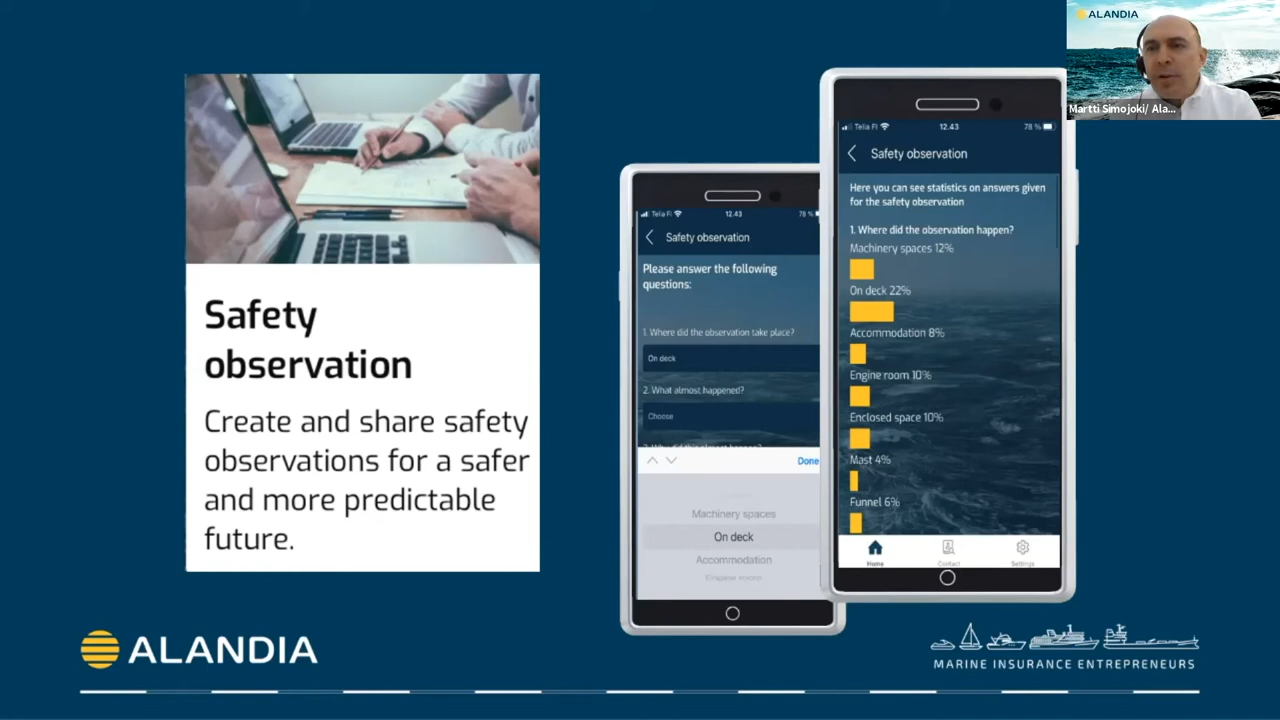 ALANDIA
Martti Simojoki/ Ala...
Safety
observation
Create and share safety
observations for a safer
and more predictable
future.
Telia FI
12.43
78 %
Safety observation
Please answer the following
questions:
1. Where did the observation take place?
On deck
2. What almost happened?
Choose
Done
Machinery spaces
On deck
Accommodation
Engine room
Telia FI
12.43
78 %
Safety observation
Here you can see statistics on answers given
for the safety observation
1. Where did the observation happen?
Machinery spaces 12%
On deck 22%
Accommodation 8%
Engine room 10%
Enclosed space 10%
Mast 4%
Funnel 6%
Home
Contact
Settings
ALANDIA
MARINE INSURANCE ENTREPRENEURS